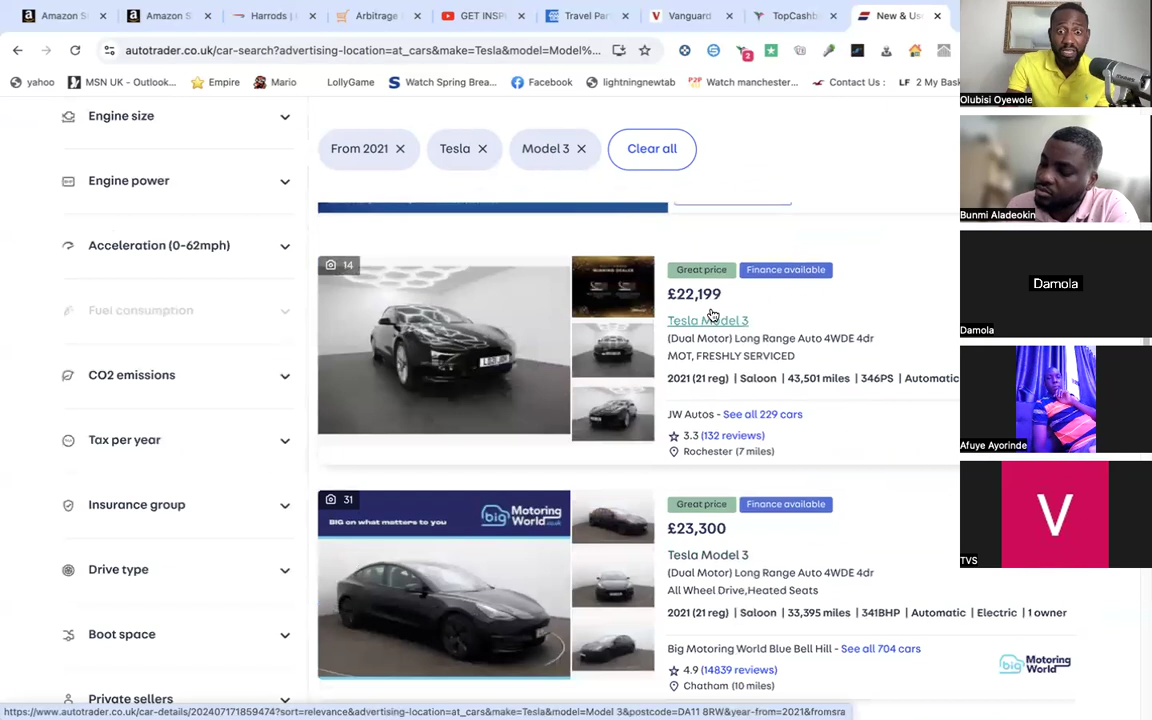 Amazon S
Amazon S
Harrods |
Arbitrage
GET INSPI
Travel Par
Vanguard
TopCashb
New & Us
autotrader.co.uk/car-search?advertising-location=at_cars&make=Tesla&model=Model%...
2
yahoo
MSN UK - Outlook...
Empire
Mario
LollyGame
Watch Spring Brea...
Facebook
lightningnewtab
P2P
Watch manchester...
Contact Us :
LF
2 My Bask
Engine size
Engine power
Acceleration (0-62mph)
Fuel consumption
CO2 emissions
Tax per year
Insurance group
Drive type
Boot space
Private sellers
From 2021
Tesla
Model 3
Clear all
14
Great price
Finance available
£22,199
Tesla Model 3
(Dual Motor) Long Range Auto 4WDE 4dr
MOT, FRESHLY SERVICED
2021 (21 reg) | Saloon | 43,501 miles | 346PS | Automatic
JW Autos - See all 229 cars
3.3 (132 reviews)
Rochester (7 miles)
31
BIG on what matters to you
big Motoring World.co.uk
Great price
Finance available
£23,300
Tesla Model 3
(Dual Motor) Long Range Auto 4WDE 4dr
All Wheel Drive,Heated Seats
2021 (21 reg) | Saloon | 33,395 miles | 341BHP | Automatic | Electric | 1 owner
Big Motoring World Blue Bell Hill - See all 704 cars
4.9 (14839 reviews)
Chatham (10 miles)
big Motoring World
https://www.autotrader.co.uk/car-details/202407171859474?sort=relevance&advertising-location=at_cars&make=Tesla&model=Model 3&postcode=DA11 8RW&year-from=2021&fromsra
Olubisi Oyewole
Bunmi Aladeokin
Damola
Damola
Afuye Ayorinde
V
TVS